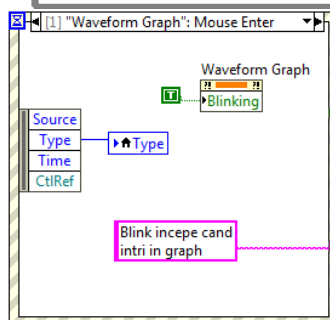 [1] "Waveform Graph": Mouse Enter
Waveform Graph
?! ?!
T
Blinking
Source
Type
Time
CtlRef
Type
Blink incepe cand
intri in graph